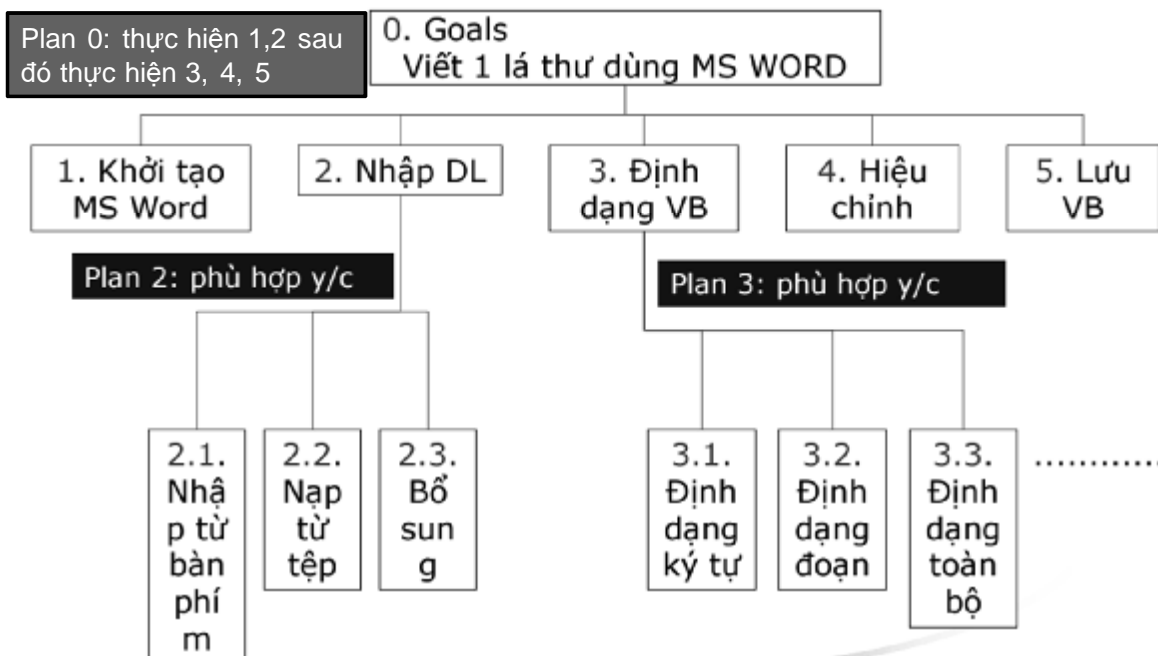 Plan 0: thực hiện 1,2 sau
đó thực hiện 3, 4, 5
0. Goals
Viết 1 lá thư dùng MS WORD
1. Khởi tạo
MS Word
2. Nhập DL
3. Định
dạng VB
4. Hiệu
chỉnh
5. Lưu
VB
Plan 2: phù hợp y/c
Plan 3: phù hợp y/c
2.1.
Nhậ
p từ
bàn
phí
m
2.2.
Nạp
từ
tệp
2.3.
Bổ
sun
g
3.1.
Định
dạng
ký tự
3.2.
Định
dạng
đoạn
3.3.
Định
dạng
toàn
bộ
............